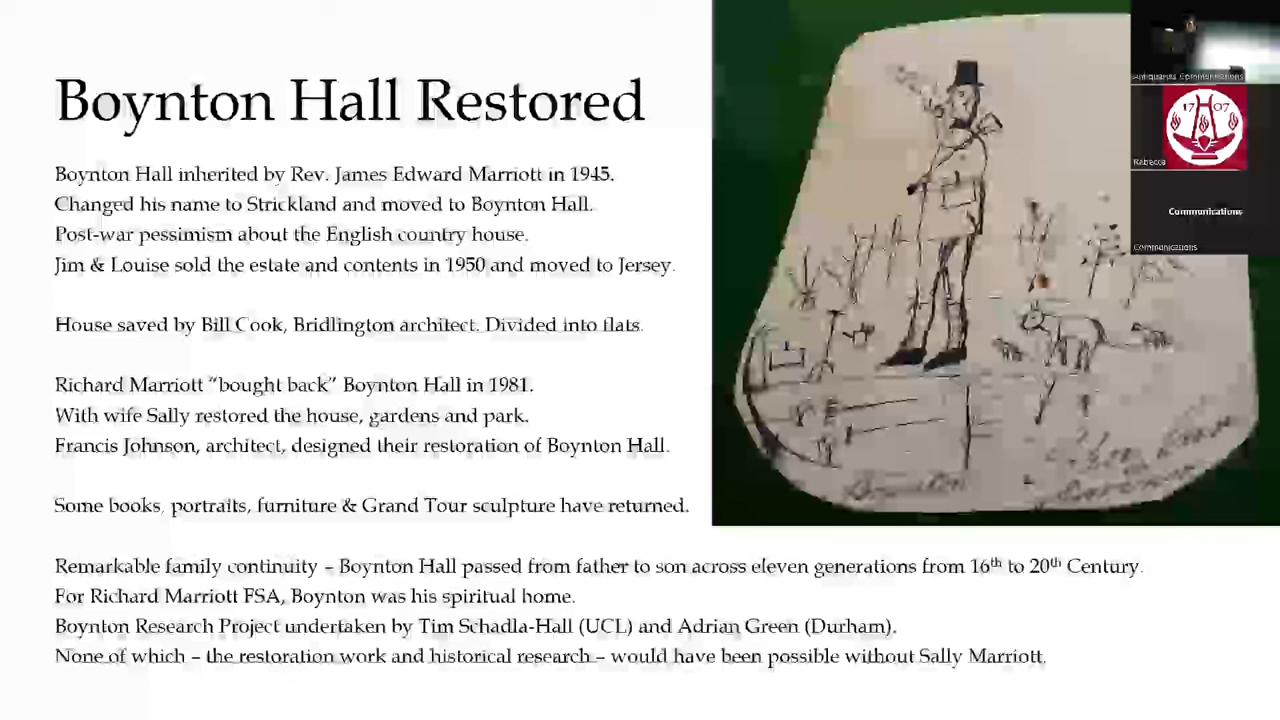 Boynton Hall Restored
Boynton Hall inherited by Rev. James Edward Marriott in 1945.
Changed his name to Strickland and moved to Boynton Hall.
Post-war pessimism about the English country house.
Jim & Louise sold the estate and contents in 1950 and moved to Jersey.
House saved by Bill Cook, Bridlington architect. Divided into flats.
Richard Marriott “bought back” Boynton Hall in 1981.
With wife Sally restored the house, gardens and park.
Francis Johnson, architect, designed their restoration of Boynton Hall.
Some books, portraits, furniture & Grand Tour sculpture have returned.
Remarkable family continuity – Boynton Hall passed from father to son across eleven generations from 16th to 20th Century.
For Richard Marriott FSA, Boynton was his spiritual home.
Boynton Research Project undertaken by Tim Schadla-Hall (UCL) and Adrian Green (Durham).
None of which – the restoration work and historical research – would have been possible without Sally Marriott.
Boynton
Antiquaries Communications
17 07
Rebecca
Communications
Communications